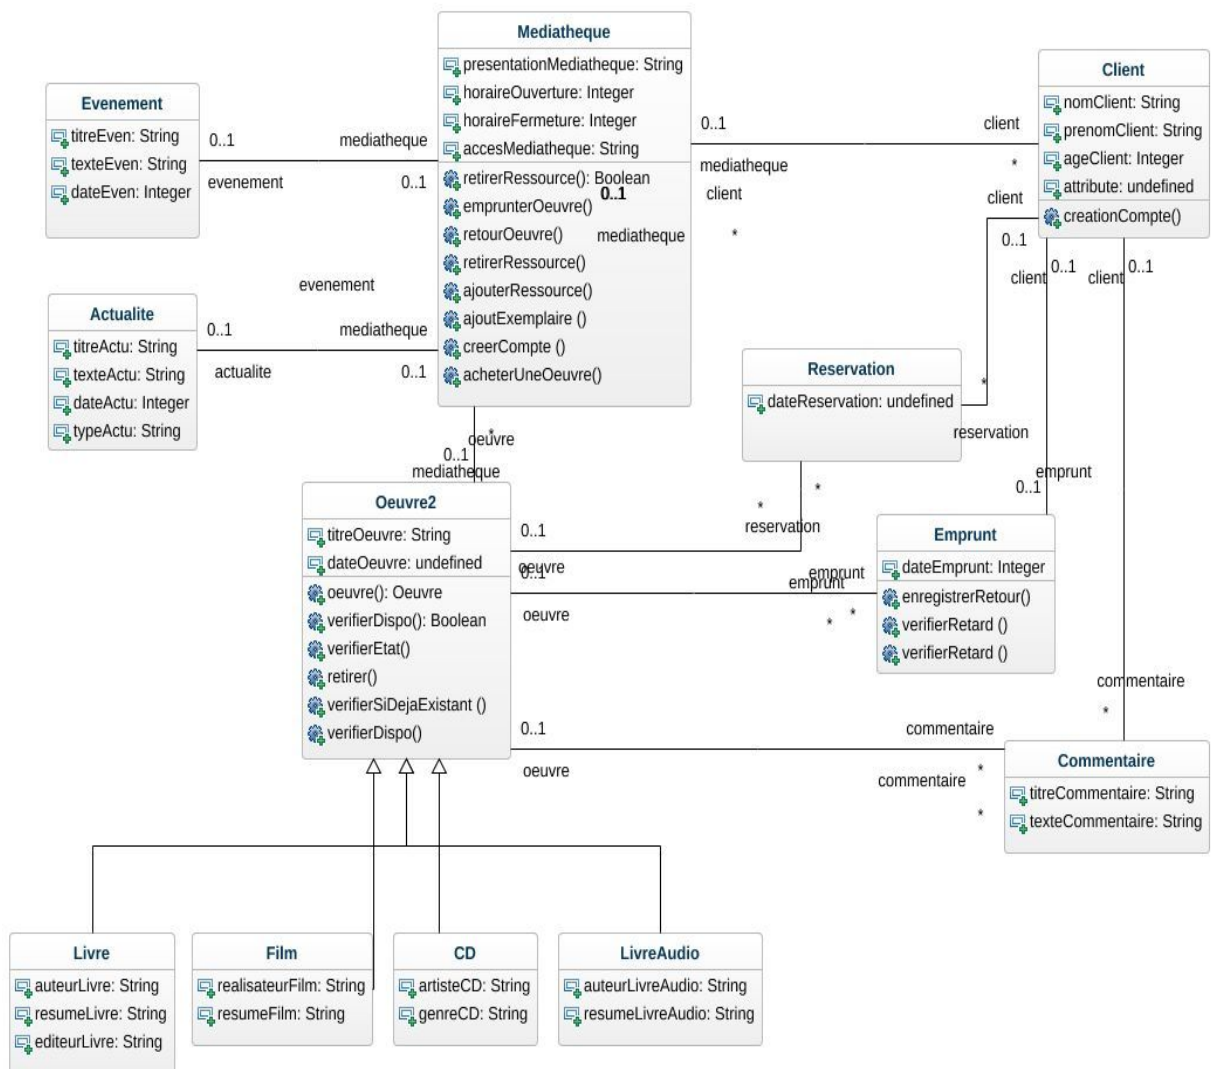 Mediatheque
presentationMediatheque: String
horaireOuverture: Integer
horaireFermeture: Integer
accesMediatheque: String
retirerRessource(): Boolean
emprunterOeuvre()
retourOeuvre()
retirerRessource()
ajouterRessource()
ajoutExemplaire ()
creerCompte ()
acheterUneOeuvre()
0..1
mediatheque
Evenement
titreEven: String
texteEven: String
dateEven: Integer
0..1
mediatheque
evenement
0..1
evenement
Actualite
titreActu: String
texteActu: String
dateActu: Integer
typeActu: String
0..1
mediatheque
actualite
0..1
0..1
client
mediatheque
*
client
*
Client
nomClient: String
prenomClient: String
ageClient: Integer
attribute: undefined
creationCompte()
client
0..1
client
0..1
client
0..1
Reservation
dateReservation: undefined
*
reservation
*
*
reservation
emprunt
0..1
oeuvre
*
0..1
mediatheque
Oeuvre2
titreOeuvre: String
dateOeuvre: undefined
oeuvre(): Oeuvre
verifierDispo(): Boolean
verifierEtat()
retirer()
verifierSiDejaExistant ()
verifierDispo()
0..1
oeuvre
0..1
oeuvre
emprunt
emprunt
*
*
Emprunt
dateEmprunt: Integer
enregistrerRetour()
verifierRetard ()
verifierRetard ()
commentaire
*
0..1
commentaire
oeuvre
commentaire
*
*
Commentaire
titreCommentaire: String
texteCommentaire: String
Livre
auteurLivre: String
resumeLivre: String
editeurLivre: String
Film
realisateurFilm: String
resumeFilm: String
CD
artisteCD: String
genreCD: String
LivreAudio
auteurLivreAudio: String
resumeLivreAudio: String